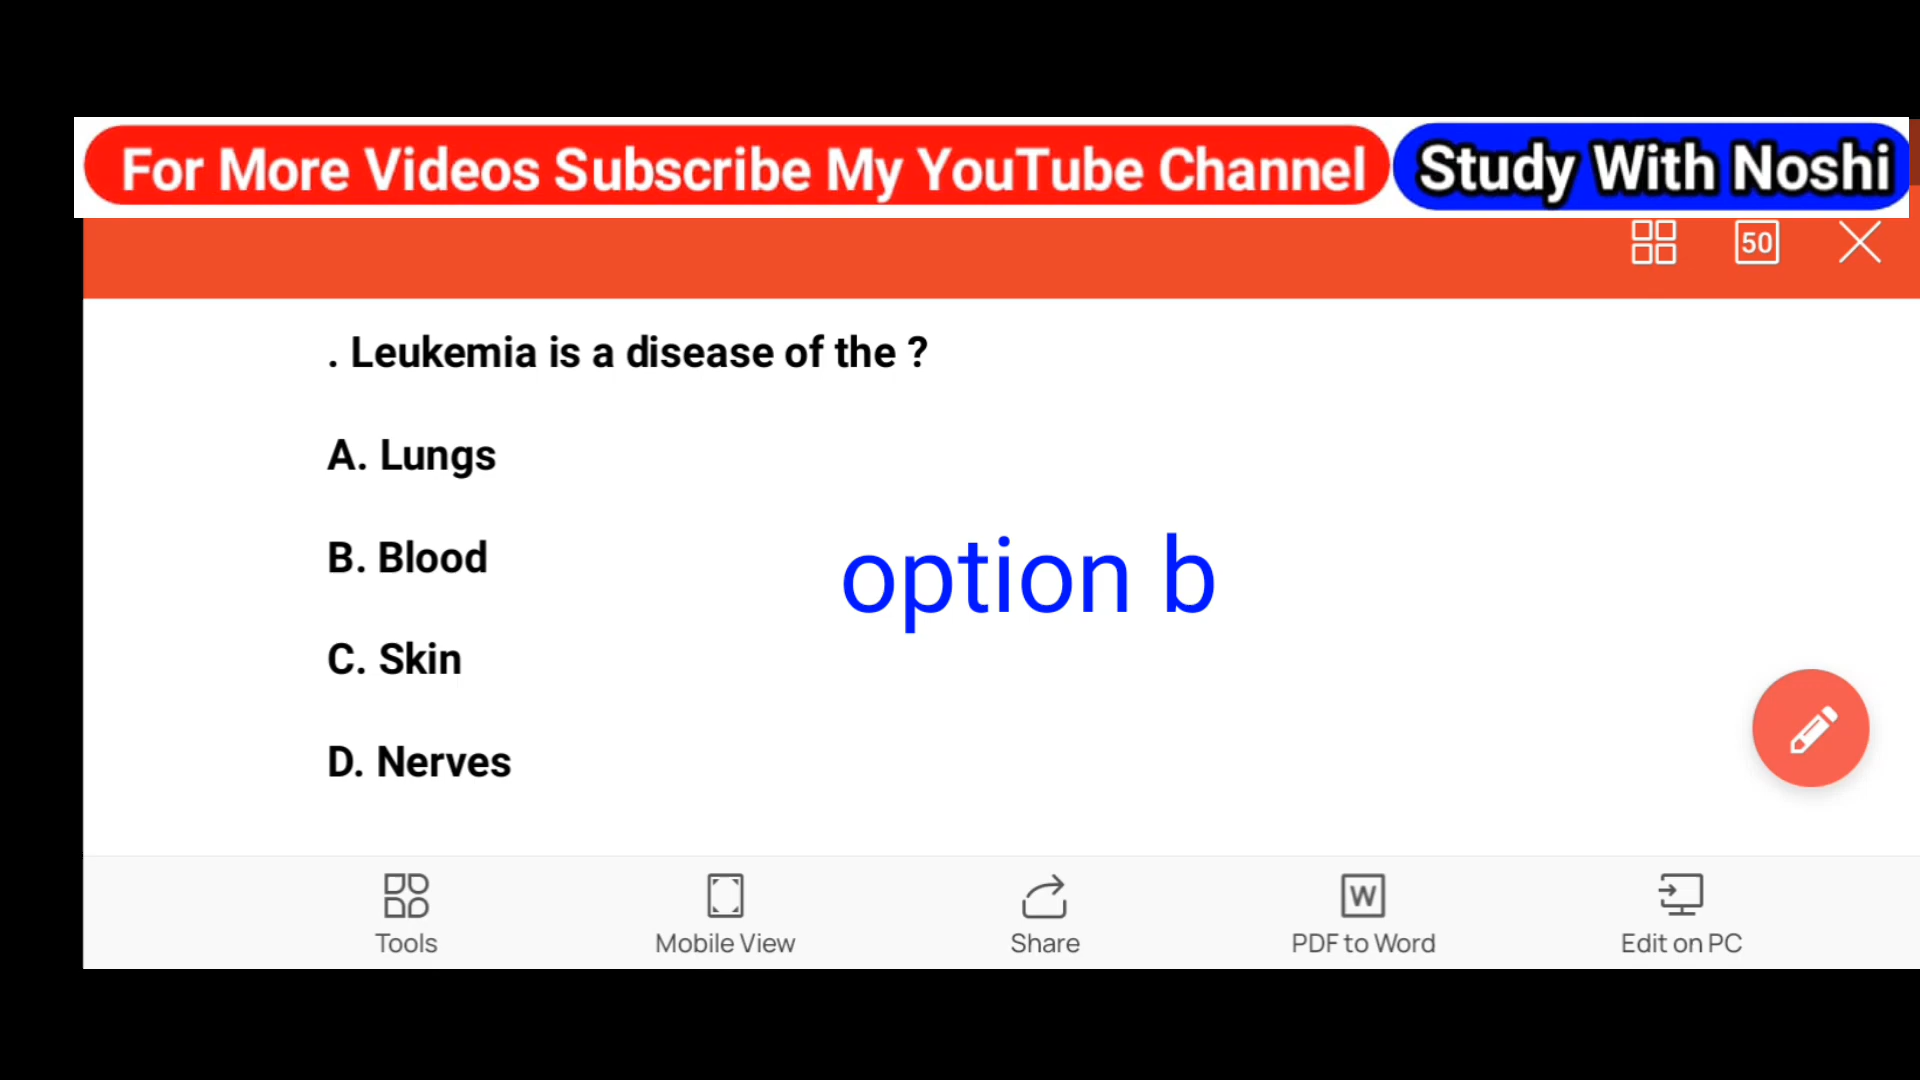 For More Videos Subscribe My YouTube Channel Study With Noshi
50
. Leukemia is a disease of the ?
A. Lungs
B. Blood
option b
C. Skin
D. Nerves
W
Tools Mobile View Share PDF to Word Edit on PC